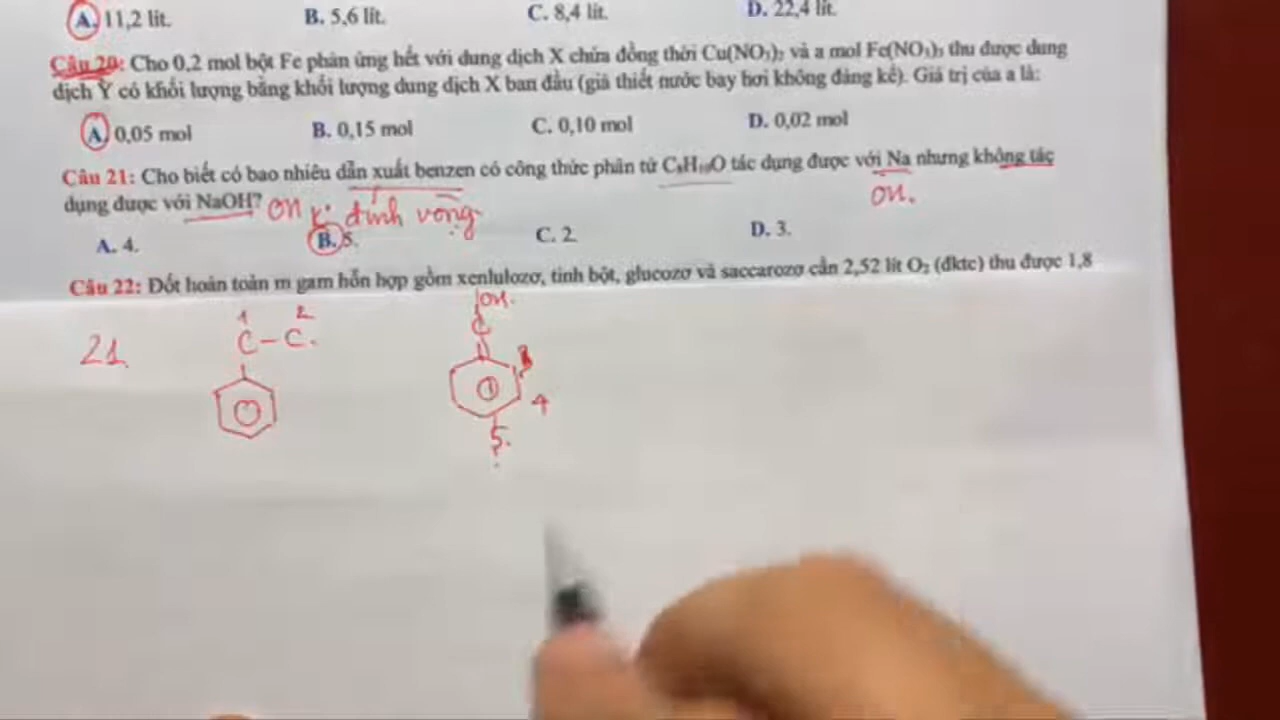 A. 11,2 lít. B. 5,6 lít. C. 8,4 lít. D. 22,4 lít.
Câu 20: Cho 0,2 mol bột Fe phản ứng hết với dung dịch X chứa đồng thời Cu(NO₃)₂ và a mol Fe(NO₃)₃ thu được dung
dịch Y có khối lượng bằng khối lượng dung dịch X ban đầu (giả thiết nước bay hơi không đáng kể). Giá trị của a là:
A. 0,05 mol B. 0,15 mol C. 0,10 mol D. 0,02 mol
Câu 21: Cho biết có bao nhiêu dẫn xuất benzen có công thức phân tử C₈H₁₀O tác dụng được với Na nhưng không tác
dụng được với NaOH? OH k° đính vòng OH.
A. 4. B. 5. C. 2. D. 3.
Câu 22: Đốt hoàn toàn m gam hỗn hợp gồm xenlulozơ, tinh bột, glucozơ và saccarozơ cần 2,52 lít O₂ (đktc) thu được 1,8
OH.
1 2
21 C-C. C
3
4
5.